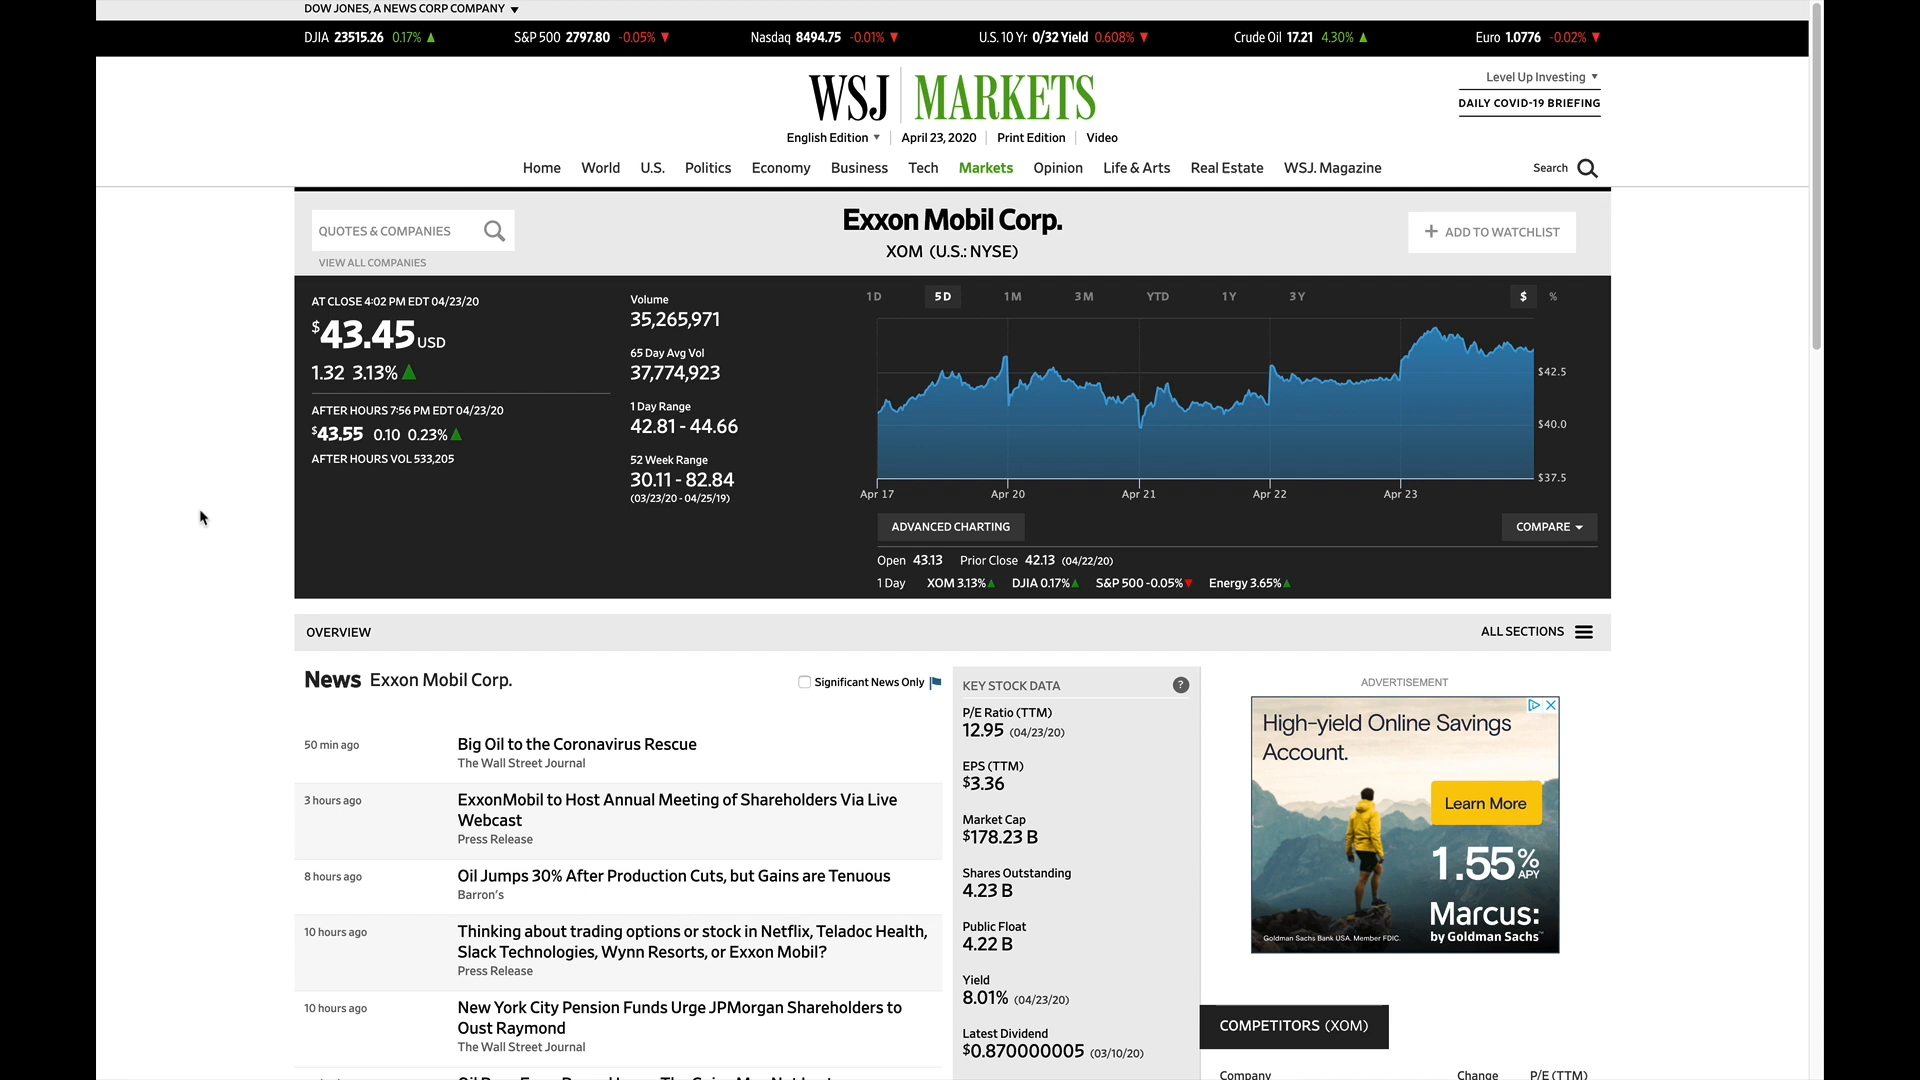 DOW JONES, A NEWS CORP COMPANY
DJIA 23515.26 0.17% S&P 500 2797.80 -0.05% Nasdaq 8494.75 -0.01% U.S. 10 Yr 0/32 Yield 0.608% Crude Oil 17.21 4.30% Euro 1.0776 -0.02%
WSJ MARKETS
Level Up Investing
DAILY COVID-19 BRIEFING
English Edition April 23, 2020 Print Edition Video
Home World U.S. Politics Economy Business Tech Markets Opinion Life & Arts Real Estate WSJ. Magazine Search
QUOTES & COMPANIES
VIEW ALL COMPANIES
Exxon Mobil Corp.
XOM (U.S.: NYSE)
+ ADD TO WATCHLIST
AT CLOSE 4:02 PM EDT 04/23/20
$43.45 USD
1.32 3.13%
AFTER HOURS 7:56 PM EDT 04/23/20
$43.55 0.10 0.23%
AFTER HOURS VOL 533,205
Volume
35,265,971
65 Day Avg Vol
37,774,923
1 Day Range
42.81 - 44.66
52 Week Range
30.11 - 82.84
(03/23/20 - 04/25/19)
1D 5D 1M 3M YTD 1Y 3Y $ %
$42.5
$40.0
$37.5
Apr 17 Apr 20 Apr 21 Apr 22 Apr 23
ADVANCED CHARTING COMPARE
Open 43.13 Prior Close 42.13 (04/22/20)
1 Day XOM 3.13% DJIA 0.17% S&P 500 -0.05% Energy 3.65%
OVERVIEW ALL SECTIONS
News Exxon Mobil Corp. Significant News Only
50 min ago Big Oil to the Coronavirus Rescue
The Wall Street Journal
3 hours ago ExxonMobil to Host Annual Meeting of Shareholders Via Live
Webcast
Press Release
8 hours ago Oil Jumps 30% After Production Cuts, but Gains are Tenuous
Barron's
10 hours ago Thinking about trading options or stock in Netflix, Teladoc Health,
Slack Technologies, Wynn Resorts, or Exxon Mobil?
Press Release
10 hours ago New York City Pension Funds Urge JPMorgan Shareholders to
Oust Raymond
The Wall Street Journal
KEY STOCK DATA ?
P/E Ratio (TTM)
12.95 (04/23/20)
EPS (TTM)
$3.36
Market Cap
$178.23 B
Shares Outstanding
4.23 B
Public Float
4.22 B
Yield
8.01% (04/23/20)
Latest Dividend
$0.870000005 (03/10/20)
ADVERTISEMENT
High-yield Online Savings
Account.
Learn More
1.55% APY
Marcus:
by Goldman Sachs
Goldman Sachs Bank USA. Member FDIC.
COMPETITORS (XOM)
Company Change P/E (TTM)